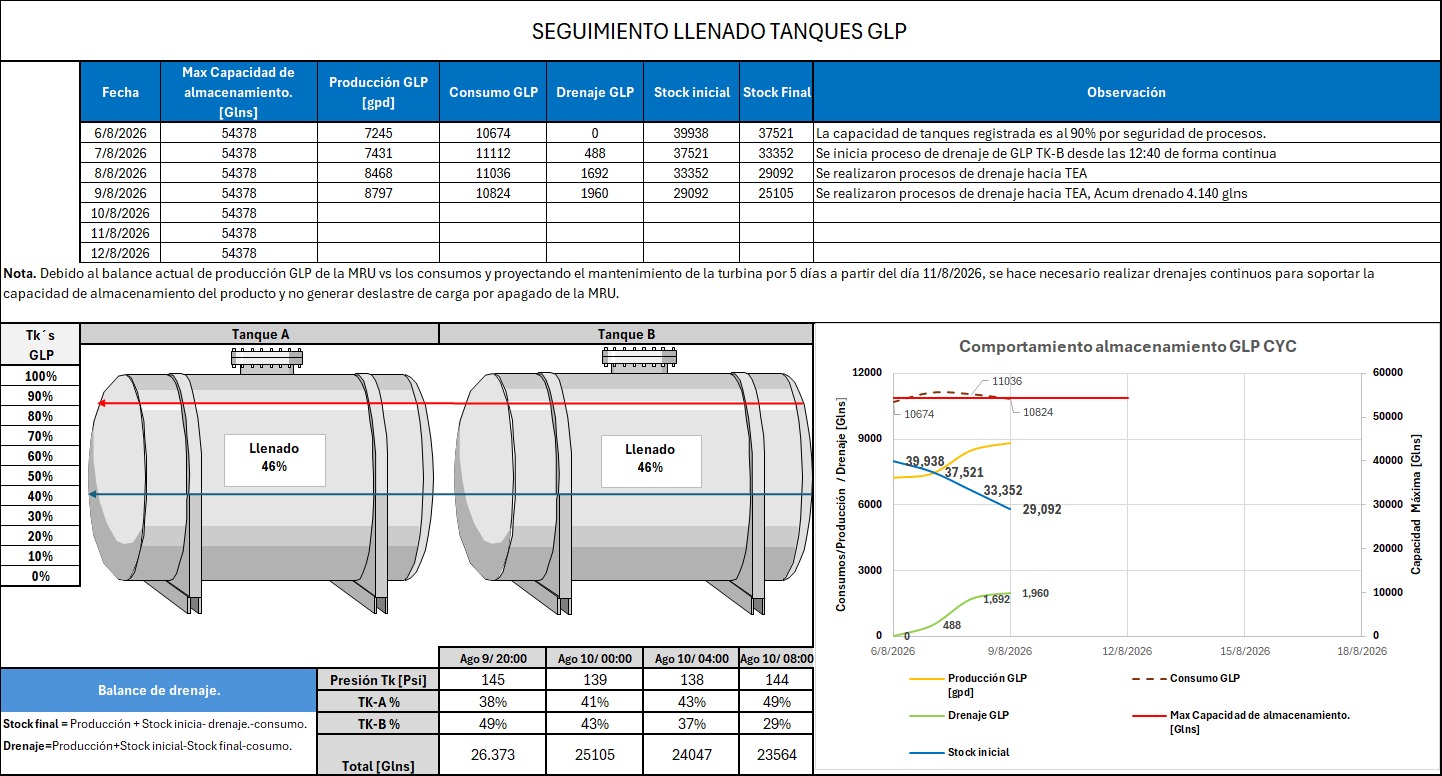 SEGUIMIENTO LLENADO TANQUES GLP
Fecha
Max Capacidad de
almacenamiento.
[Glns]
Producción GLP
[gpd]
Consumo GLP
Drenaje GLP
Stock inicial
Stock Final
Observación
6/8/2026 54378 7245 10674 0 39938 37521 La capacidad de tanques registrada es al 90% por seguridad de procesos.
7/8/2026 54378 7431 11112 488 37521 33352 Se inicia proceso de drenaje de GLP TK-B desde las 12:40 de forma continua
8/8/2026 54378 8468 11036 1692 33352 29092 Se realizaron procesos de drenaje hacia TEA
9/8/2026 54378 8797 10824 1960 29092 25105 Se realizaron procesos de drenaje hacia TEA, Acum drenado 4.140 glns
10/8/2026 54378
11/8/2026 54378
12/8/2026 54378
Nota. Debido al balance actual de producción GLP de la MRU vs los consumos y proyectando el mantenimiento de la turbina por 5 días a partir del día 11/8/2026, se hace necesario realizar drenajes continuos para soportar la
capacidad de almacenamiento del producto y no generar deslastre de carga por apagado de la MRU.
Tk´s
GLP
100%
90%
80%
70%
60%
50%
40%
30%
20%
10%
0%
Tanque A
Llenado
46%
Tanque B
Llenado
46%
Comportamiento almacenamiento GLP CYC
Consumos/Producción / Drenaje [Glns]
12000
9000
6000
3000
0
11036
10674
10824
39,938
37,521
33,352
29,092
1,692
1,960
488
0
60000
50000
40000
30000
20000
10000
0
Capacidad Máxima [Glns]
6/8/2026 9/8/2026 12/8/2026 15/8/2026 18/8/2026
Producción GLP
[gpd]
Consumo GLP
Drenaje GLP
Max Capacidad de almacenamiento.
[Glns]
Stock inicial
Ago 9/ 20:00 Ago 10/ 00:00 Ago 10/ 04:00 Ago 10/ 08:00
Presión Tk [Psi] 145 139 138 144
TK-A % 38% 41% 43% 49%
TK-B % 49% 43% 37% 29%
Total [Glns] 26.373 25105 24047 23564
Balance de drenaje.
Stock final = Producción + Stock inicia- drenaje.-consumo.
Drenaje=Producción+Stock inicial-Stock final-cosumo.